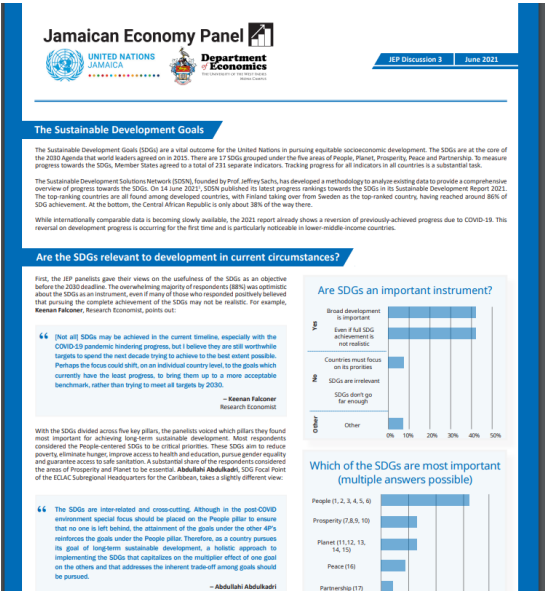 Jamaican Economy Panel
UNITED NATIONS
JAMAICA
Department
of Economics
THE UNIVERSITY OF THE WEST INDIES
MONA CAMPUS
JEP Discussion 3
June 2021
The Sustainable Development Goals
The Sustainable Development Goals (SDGs) are a vital outcome for the United Nations in pursuing equitable socioeconomic development. The SDGs are at the core of
the 2030 Agenda that world leaders agreed on in 2015. There are 17 SDGs grouped under the five areas of People, Planet, Prosperity, Peace and Partnership. To measure
progress towards the SDGs, Member States agreed to a total of 231 separate indicators. Tracking progress for all indicators in all countries is a substantial task.
The Sustainable Development Solutions Network (SDSN), founded by Prof. Jeffrey Sachs, has developed a methodology to analyze existing data to provide a comprehensive
overview of progress towards the SDGs. On 14 June 2021¹, SDSN published its latest progress rankings towards the SDGs in its Sustainable Development Report 2021.
The top-ranking countries are all found among developed countries, with Finland taking over from Sweden as the top-ranked country, having reached around 86% of
SDG achievement. At the bottom, the Central African Republic is only about 38% of the way there.
While internationally comparable data is becoming slowly available, the 2021 report already shows a reversion of previously-achieved progress due to COVID-19. This
reversal on development progress is occurring for the first time and is particularly noticeable in lower-middle-income countries.
Are the SDGs relevant to development in current circumstances?
First, the JEP panelists gave their views on the usefulness of the SDGs as an objective
before the 2030 deadline. The overwhelming majority of respondents (88%) was optimistic
about the SDGs as an instrument, even if many of those who responded positively believed
that pursuing the complete achievement of the SDGs may not be realistic. For example,
Keenan Falconer, Research Economist, points out:
“ [Not all] SDGs may be achieved in the current timeline, especially with the
COVID-19 pandemic hindering progress, but I believe they are still worthwhile
targets to spend the next decade trying to achieve to the best extent possible.
Perhaps the focus could shift, on an individual country level, to the goals which
currently have the least progress, to bring them up to a more acceptable
benchmark, rather than trying to meet all targets by 2030.
– Keenan Falconer
Research Economist
With the SDGs divided across five key pillars, the panelists voiced which pillars they found
most important for achieving long-term sustainable development. Most respondents
considered the People-centered SDGs to be critical priorities. These SDGs aim to reduce
poverty, eliminate hunger, improve access to health and education, pursue gender equality
and guarantee access to safe sanitation. A substantial share of the respondents considered
the areas of Prosperity and Planet to be essential. Abdullahi Abdulkadri, SDG Focal Point
of the ECLAC Subregional Headquarters for the Caribbean, takes a slightly different view:
“ The SDGs are inter-related and cross-cutting. Although in the post-COVID
environment special focus should be placed on the People pillar to ensure
that no one is left behind, the attainment of the goals under the other 4P's
reinforces the goals under the People pillar. Therefore, as a country pursues
its goal of long-term sustainable development, a holistic approach to
implementing the SDGs that capitalizes on the multiplier effect of one goal
on the others and that addresses the inherent trade-off among goals should
be pursued.
– Abdullahi Abdulkadri
Are SDGs an important instrument?
Yes
Broad development
is important
Even if full SDG
achievement is
not realistic
No
Countries must focus
on its prorities
SDGs are irrelevant
SDGs don't go
far enough
Other
Other
0% 10% 20% 30% 40% 50%
Which of the SDGs are most important
(multiple answers possible)
People (1, 2, 3, 4, 5, 6)
Prosperity (7,8,9, 10)
Planet (11,12, 13,
14, 15)
Peace (16)
Partnership (17)